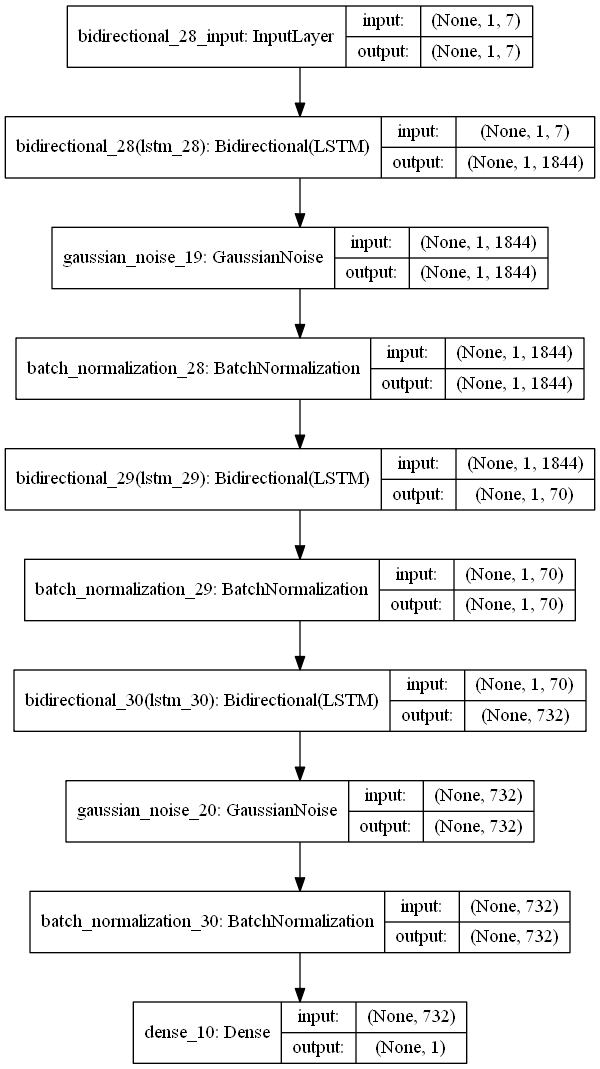 bidirectional_28_input: InputLayer
input: (None, 1, 7)
output: (None, 1, 7)
bidirectional_28(lstm_28): Bidirectional(LSTM)
input: (None, 1, 7)
output: (None, 1, 1844)
gaussian_noise_19: GaussianNoise
input: (None, 1, 1844)
output: (None, 1, 1844)
batch_normalization_28: BatchNormalization
input: (None, 1, 1844)
output: (None, 1, 1844)
bidirectional_29(lstm_29): Bidirectional(LSTM)
input: (None, 1, 1844)
output: (None, 1, 70)
batch_normalization_29: BatchNormalization
input: (None, 1, 70)
output: (None, 1, 70)
bidirectional_30(lstm_30): Bidirectional(LSTM)
input: (None, 1, 70)
output: (None, 732)
gaussian_noise_20: GaussianNoise
input: (None, 732)
output: (None, 732)
batch_normalization_30: BatchNormalization
input: (None, 732)
output: (None, 732)
dense_10: Dense
input: (None, 732)
output: (None, 1)